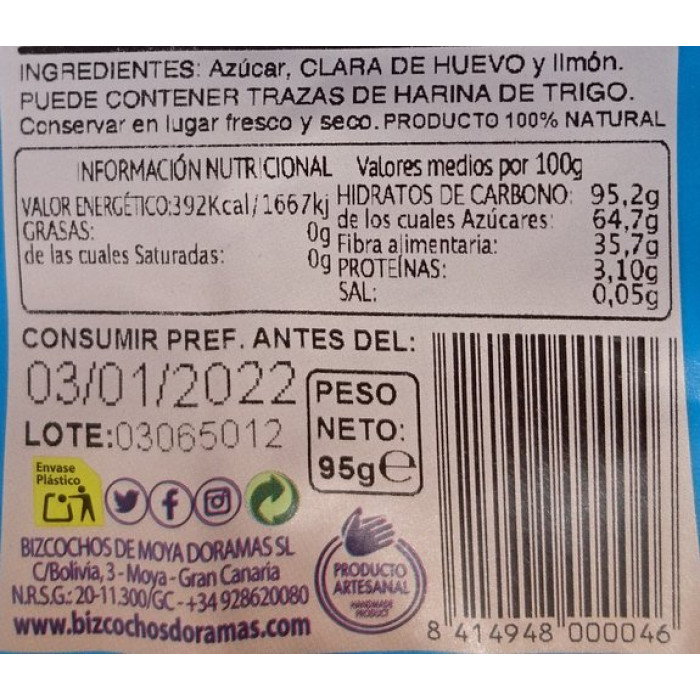 INGREDIENTES: Azúcar, CLARA DE HUEVO y limón.
PUEDE CONTENER TRAZAS DE HARINA DE TRIGO.
Conservar en lugar fresco y seco. PRODUCTO 100% NATURAL
INFORMACIÓN NUTRICIONAL Valores medios por 100g
VALOR ENERGÉTICO:392Kcal/1667kj
GRASAS: 0g
de las cuales Saturadas: 0g
HIDRATOS DE CARBONO: 95,2g
de los cuales Azúcares: 64,7g
Fibra alimentaria: 35,7g
PROTEÍNAS: 3,10g
SAL: 0,05g
CONSUMIR PREF. ANTES DEL:
03/01/2022
LOTE:03065012
PESO
NETO:
95g℮
Envase
Plástico
BIZCOCHOS DE MOYA DORAMAS SL
C/Bolivia, 3 - Moya - Gran Canaria
N.R.S.G.: 20-11.300/GC - +34 928620080
www.bizcochosdoramas.com
PRODUCTO
ARTESANAL
HANDMADE
PRODUCT
8 414948 000046